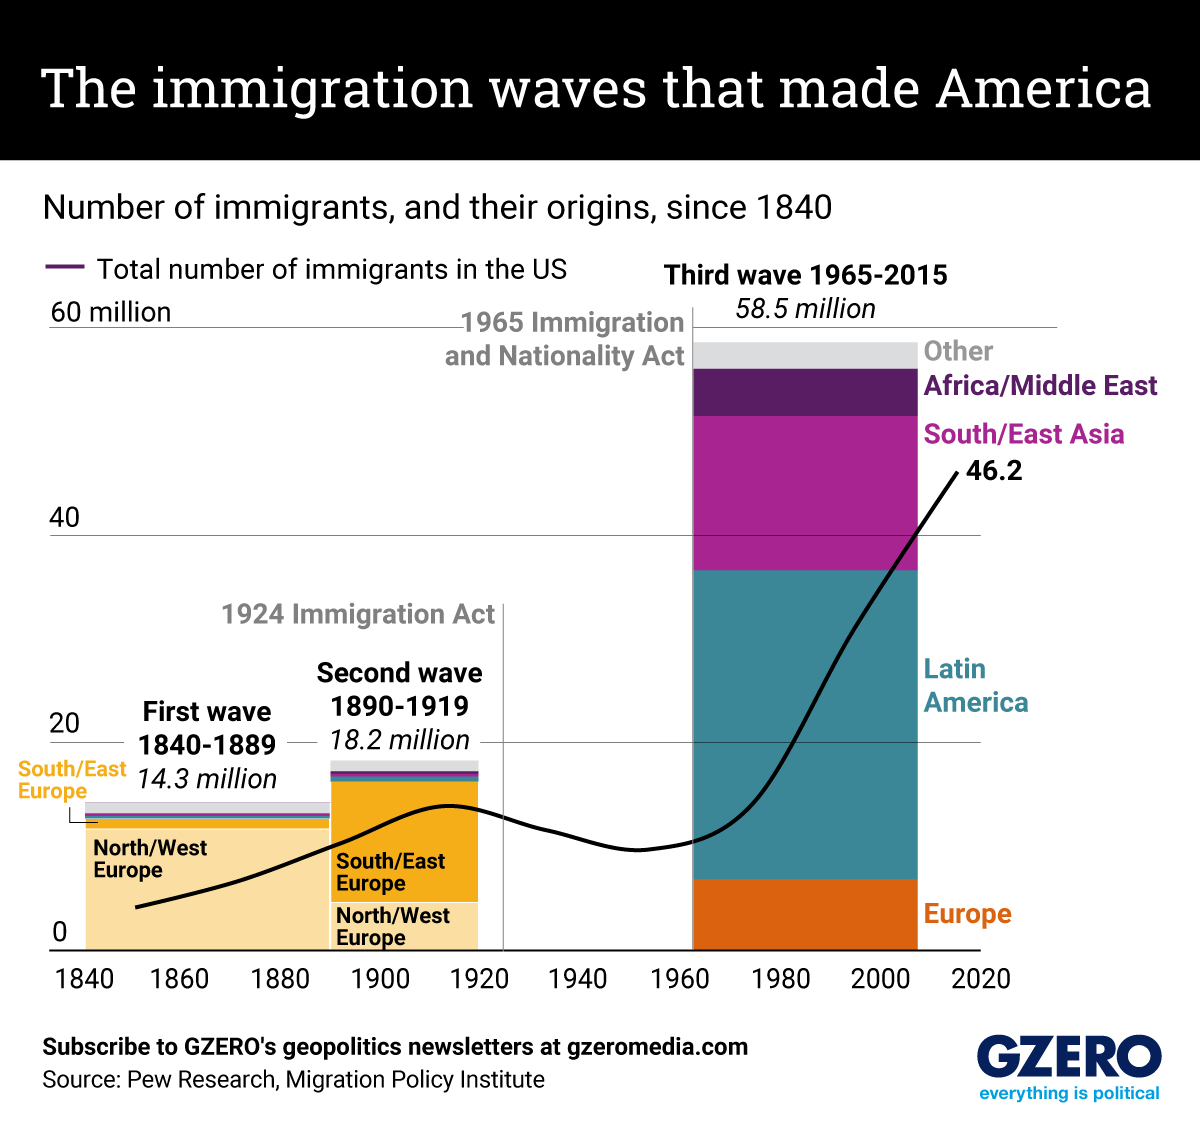 The immigration waves that made America
Number of immigrants, and their origins, since 1840
Total number of immigrants in the US
60 million
1965 Immigration
and Nationality Act
Third wave 1965-2015
58.5 million
Other
Africa/Middle East
South/East Asia
46.2
40
1924 Immigration Act
Latin
America
Second wave
1890-1919
18.2 million
First wave
1840-1889
14.3 million
20
South/East
Europe
North/West
Europe
South/East
Europe
North/West
Europe
Europe
0
1840 1860 1880 1900 1920 1940 1960 1980 2000 2020
Subscribe to GZERO's geopolitics newsletters at gzeromedia.com
Source: Pew Research, Migration Policy Institute
GZERO
everything is political